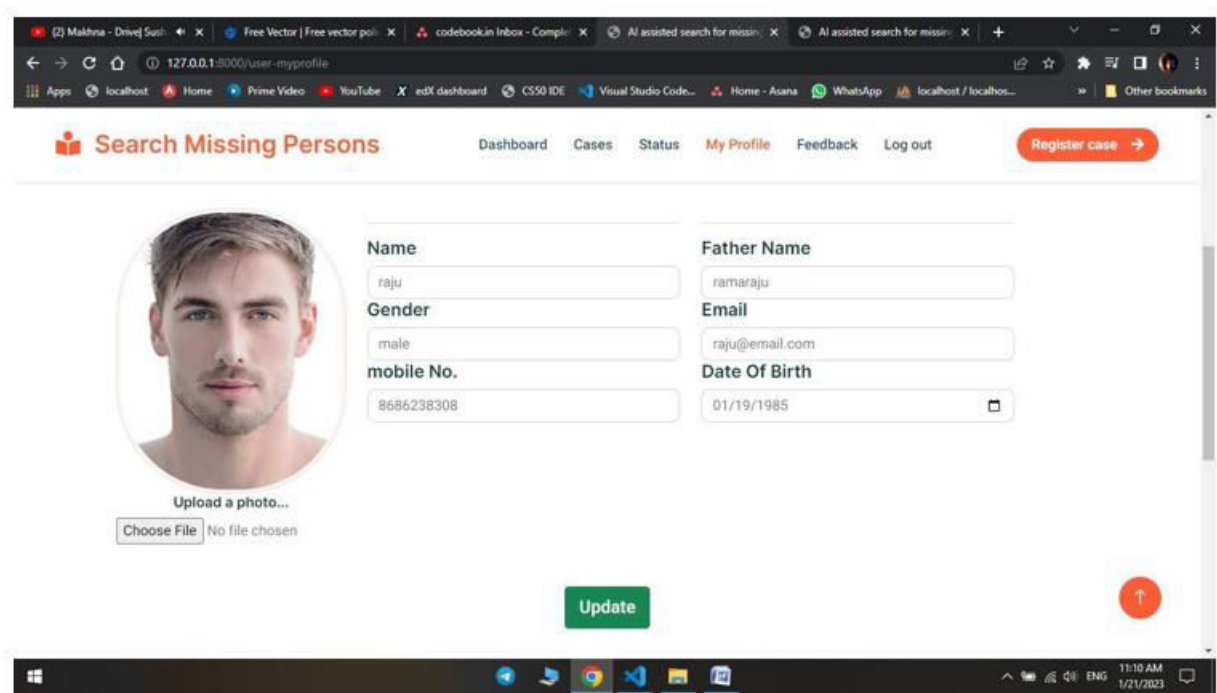 (2) Makhna - Drive| Sush
Free Vector | Free vector poli
codebook.in Inbox - Comple
AI assisted search for missing
AI assisted search for missing
127.0.0.1:8000/user-myprofile
Apps localhost Home Prime Video YouTube edX dashboard CS50 IDE Visual Studio Code... Home - Asana WhatsApp localhost / localhos... » Other bookmarks
Search Missing Persons Dashboard Cases Status My Profile Feedback Log out Register case →
Name Father Name
raju ramaraju
Gender Email
male raju@email.com
mobile No. Date Of Birth
8686238308 01/19/1985
Upload a photo...
Choose File No file chosen
Update
ENG 11:10 AM
1/21/2023